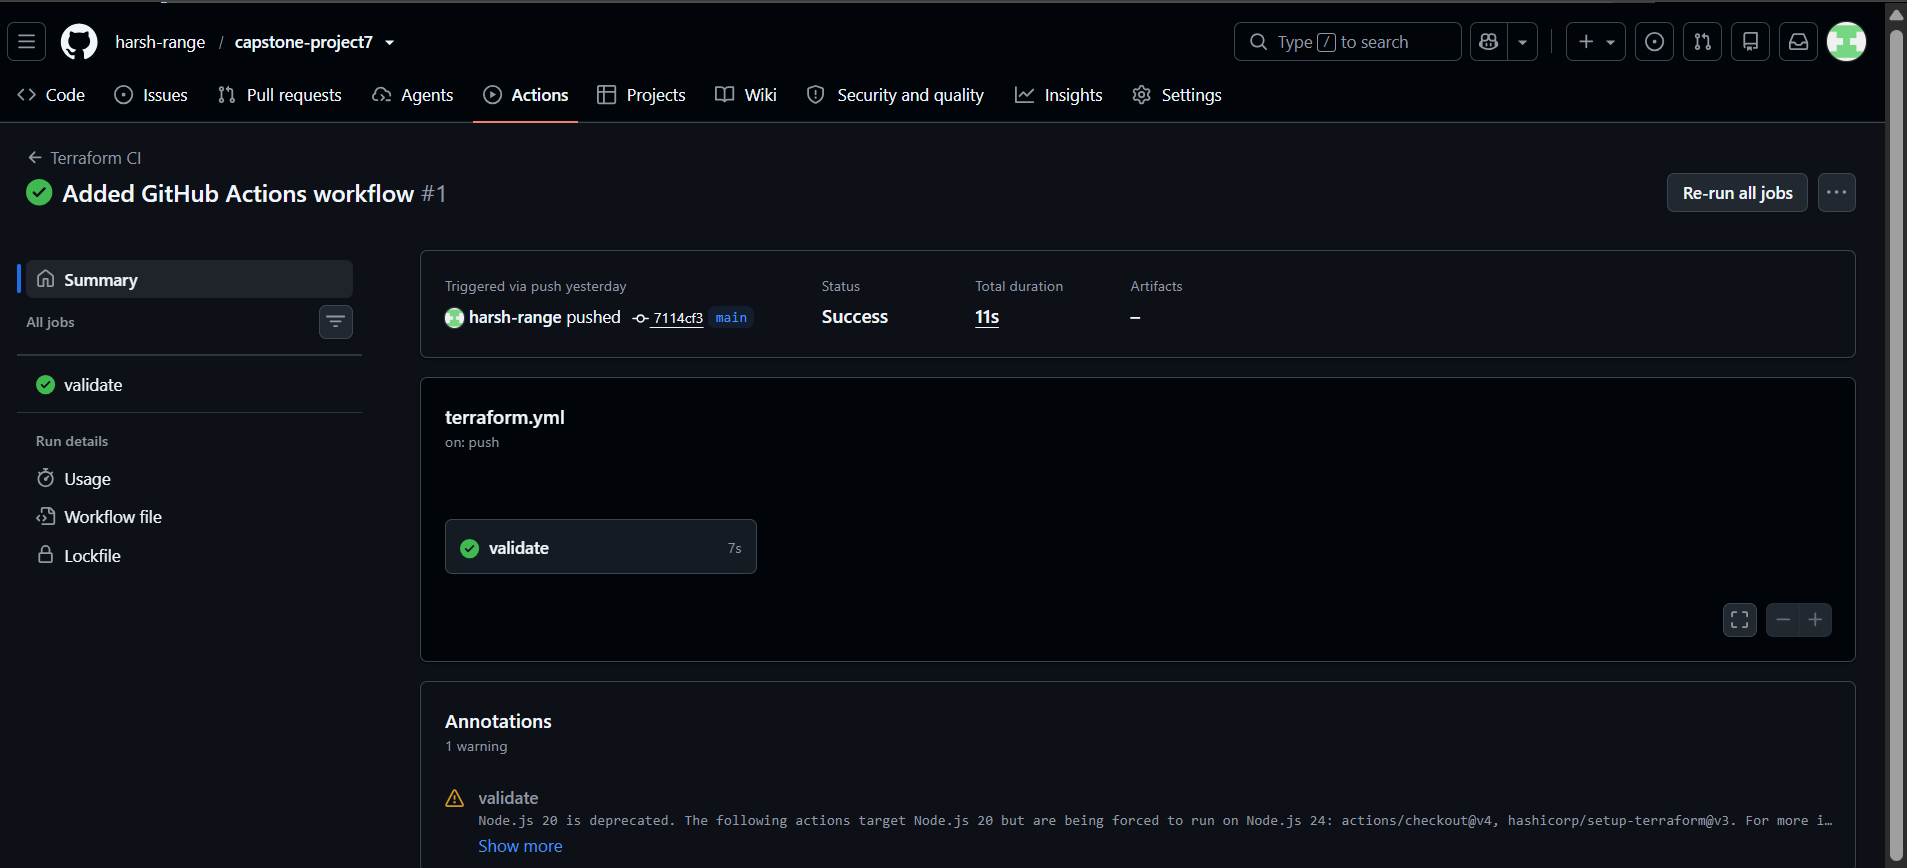 harsh-range / capstone-project7
Type / to search
Code Issues Pull requests Agents Actions Projects Wiki Security and quality Insights Settings
Terraform CI
Added GitHub Actions workflow #1
Re-run all jobs
Summary
All jobs
validate
Run details
Usage
Workflow file
Lockfile
Triggered via push yesterday
harsh-range pushed 7114cf3 main
Status
Success
Total duration
11s
Artifacts
–
terraform.yml
on: push
validate 7s
Annotations
1 warning
validate
Node.js 20 is deprecated. The following actions target Node.js 20 but are being forced to run on Node.js 24: actions/checkout@v4, hashicorp/setup-terraform@v3. For more i…
Show more